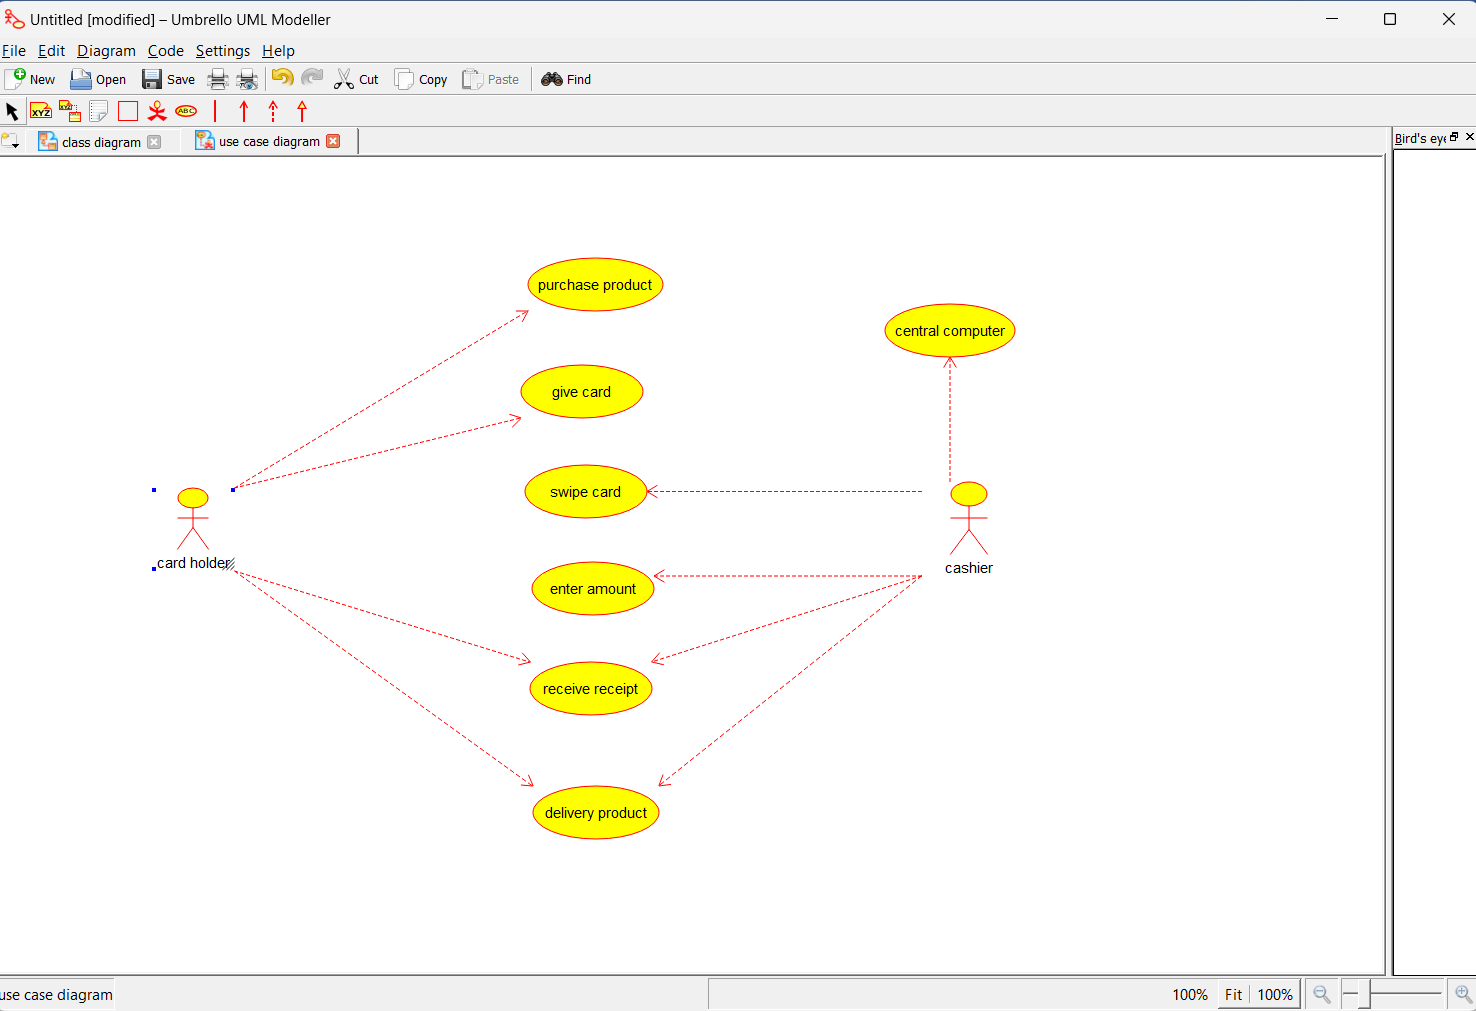 Untitled [modified] – Umbrello UML Modeller
File Edit Diagram Code Settings Help
New Open Save Cut Copy Paste Find
XYZ XYZ ABC
class diagram use case diagram Bird's eye
purchase product
central computer
give card
swipe card
card holder
cashier
enter amount
receive receipt
delivery product
use case diagram 100% Fit 100%